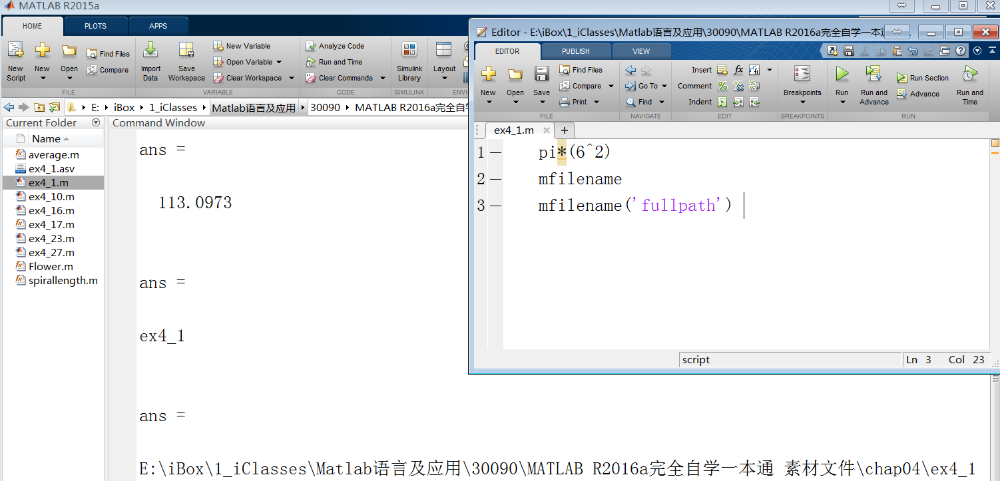 MATLAB R2015a
HOME PLOTS APPS
New Script
New
Open
Find Files
Compare
FILE
Import Data
Save Workspace
New Variable
Open Variable
Clear Workspace
VARIABLE
Analyze Code
Run and Time
Clear Commands
CODE
Simulink Library
SIMULINK
Layout
ENVI
E: iBox 1_iClasses Matlab语言及应用 30090 MATLAB R2016a完全自学
Current Folder
Name
average.m
ex4_1.asv
ex4_1.m
ex4_10.m
ex4_16.m
ex4_17.m
ex4_23.m
ex4_27.m
Flower.m
spirallength.m
Command Window
ans =
113.0973
ans =
ex4_1
ans =
E:\iBox\1_iClasses\Matlab语言及应用\30090\MATLAB R2016a完全自学一本通 素材文件\chap04\ex4_1
Editor - E:\iBox\1_iClasses\Matlab语言及应用\30090\MATLAB R2016a完全自学一本通
EDITOR PUBLISH VIEW
New
Open
Save
Find Files
Compare
Print
FILE
Go To
Find
NAVIGATE
Insert
Comment
Indent
EDIT
Breakpoints
BREAKPOINTS
Run
Run and Advance
Run Section
Advance
Run and Time
RUN
ex4_1.m
1 pi*(6^2)
2 mfilename
3 mfilename('fullpath')
script
Ln 3 Col 23